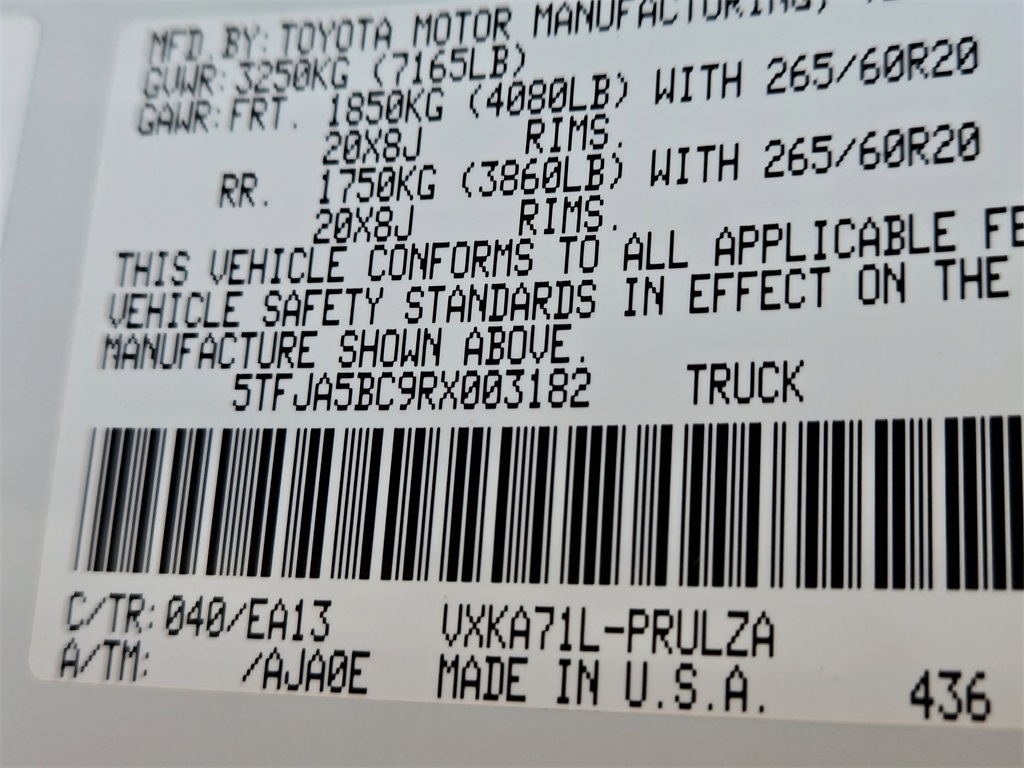 MFD. BY: TOYOTA MOTOR MANUFACTURING,
GVWR: 3250KG (7165LB)
GAWR: FRT. 1850KG (4080LB) WITH 265/60R20
20X8J RIMS.
RR. 1750KG (3860LB) WITH 265/60R20
20X8J RIMS.
THIS VEHICLE CONFORMS TO ALL APPLICABLE FE
VEHICLE SAFETY STANDARDS IN EFFECT ON THE
MANUFACTURE SHOWN ABOVE.
5TFJA5BC9RX003182 TRUCK
C/TR: 040/EA13 VXKA71L-PRULZA
A/TM: /AJA0E MADE IN U.S.A. 436